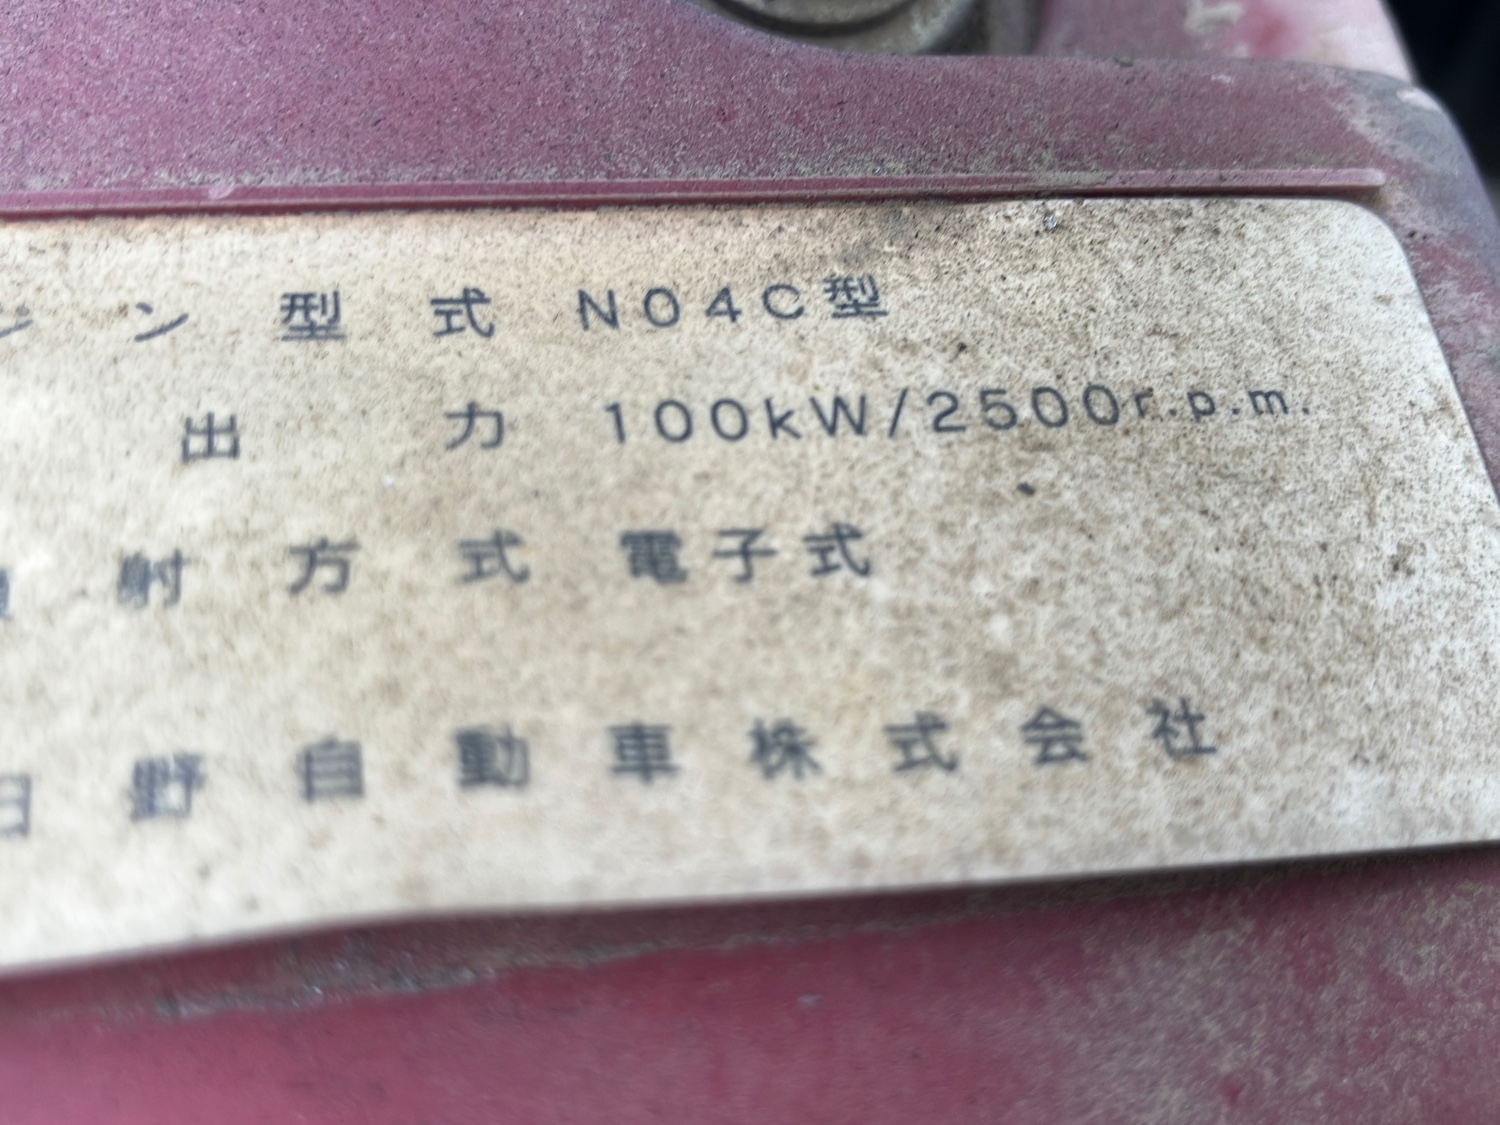 ジン型式 N04C型
出力 100kW/2500r.p.m.
射方式 電子式
日野自動車株式会社